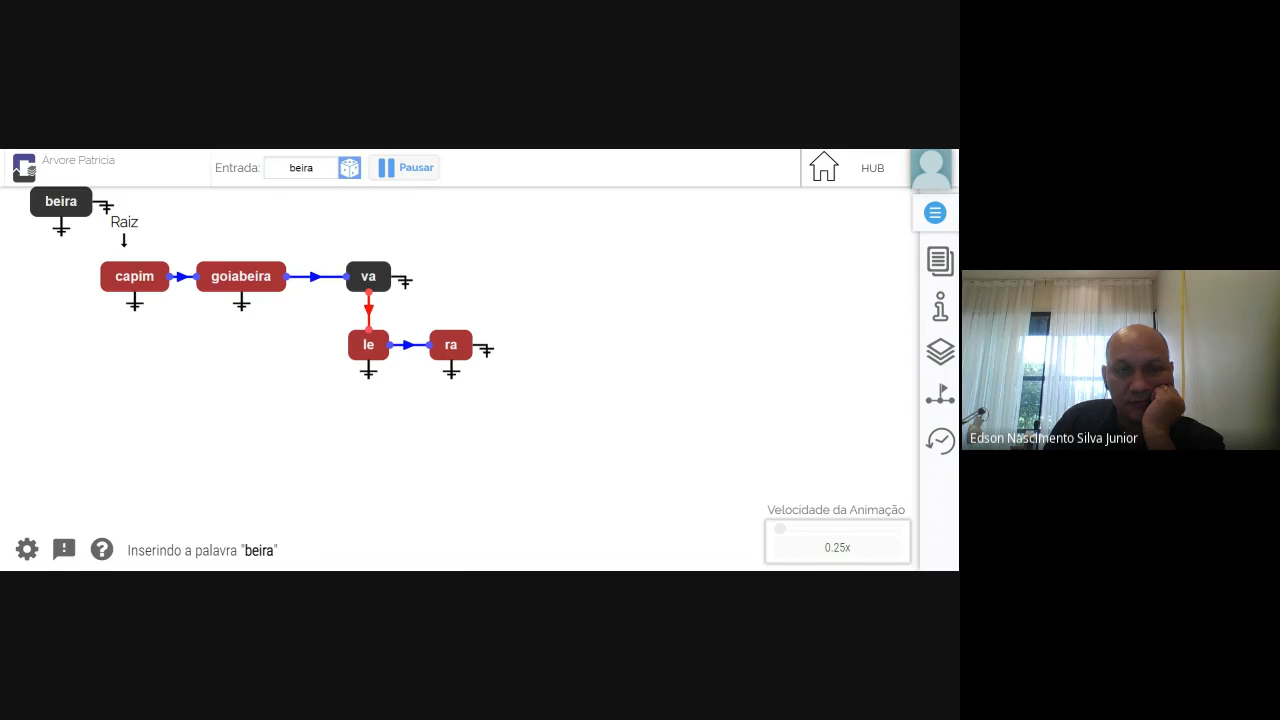 Árvore Patricia
Entrada:
beira
Pausar
HUB
beira
Raiz
capim
goiabeira
va
le
ra
Edson Nascimento Silva Junior
Velocidade da Animação
0.25x
Inserindo a palavra "beira"